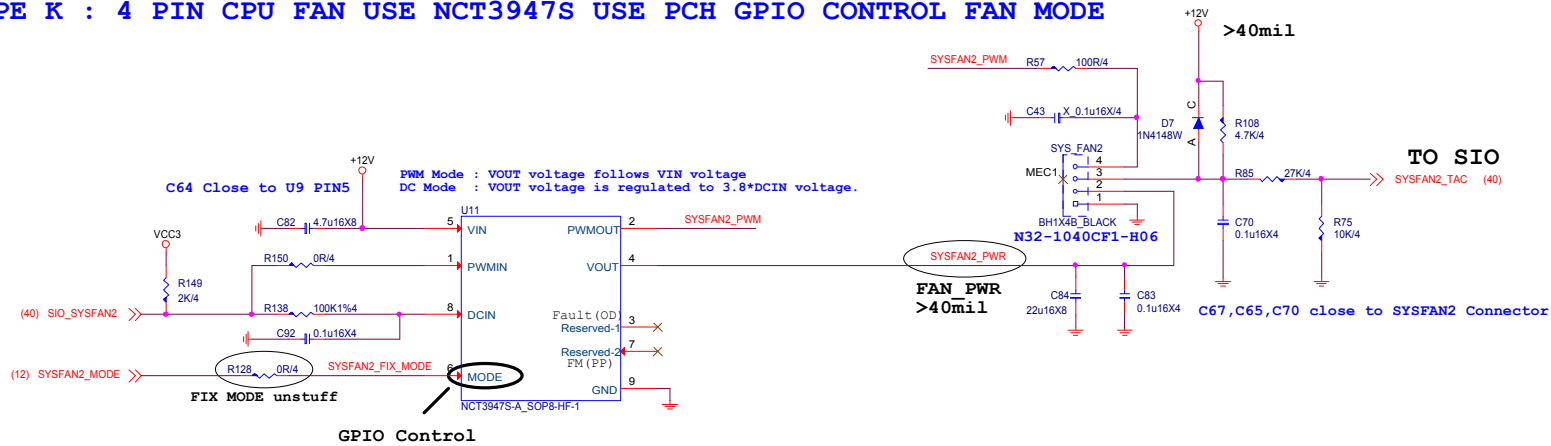 PE K : 4 PIN CPU FAN USE NCT3947S USE PCH GPIO CONTROL FAN MODE
+12V
>40mil
SYSFAN2_PWM
R57
100R/4
C43
X_0.1u16X/4
D7
1N4148W
C
A
R108
4.7K/4
SYS_FAN2
MEC1
4
3
2
1
BH1X4B_BLACK
N32-1040CF1-H06
R85
27K/4
TO SIO
SYSFAN2_TAC (40)
C70
0.1u16X4
R75
10K/4
+12V
PWM Mode : VOUT voltage follows VIN voltage
DC Mode : VOUT voltage is regulated to 3.8*DCIN voltage.
C64 Close to U9 PIN5
C82
4.7u16X8
VCC3
R149
2K/4
R150
0R/4
(40) SIO_SYSFAN2
R138
100K1%4
C92
0.1u16X4
(12) SYSFAN2_MODE
R128
0R/4
SYSFAN2_FIX_MODE
FIX MODE unstuff
GPIO Control
U11
5
VIN
1
PWMIN
8
DCIN
6
MODE
PWMOUT
2
SYSFAN2_PWM
VOUT
4
Fault(OD)
Reserved-1
3
Reserved-2
7
FM(PP)
GND
9
NCT3947S-A_SOP8-HF-1
SYSFAN2_PWR
FAN_PWR
>40mil
C84
22u16X8
C83
0.1u16X4
C67,C65,C70 close to SYSFAN2 Connector